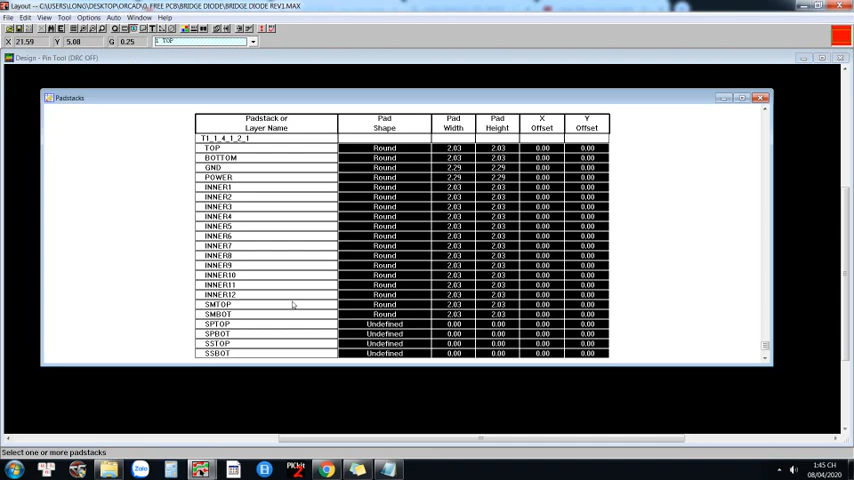 Layout -- C:\USERS\LONG\DESKTOP\ORCAD\0_FREE PCB\BRIDGE DIODE\BRIDGE DIODE REV1.MAX
File Edit View Tool Options Auto Window Help
X 21.59 Y 5.08 G 0.25 1 TOP
Design - Pin Tool (DRC OFF)
Padstacks
Padstack or Pad Pad Pad X Y
Layer Name Shape Width Height Offset Offset
T1_1_4_1_2_1
TOP Round 2.03 2.03 0.00 0.00
BOTTOM Round 2.03 2.03 0.00 0.00
GND Round 2.29 2.29 0.00 0.00
POWER Round 2.29 2.29 0.00 0.00
INNER1 Round 2.03 2.03 0.00 0.00
INNER2 Round 2.03 2.03 0.00 0.00
INNER3 Round 2.03 2.03 0.00 0.00
INNER4 Round 2.03 2.03 0.00 0.00
INNER5 Round 2.03 2.03 0.00 0.00
INNER6 Round 2.03 2.03 0.00 0.00
INNER7 Round 2.03 2.03 0.00 0.00
INNER8 Round 2.03 2.03 0.00 0.00
INNER9 Round 2.03 2.03 0.00 0.00
INNER10 Round 2.03 2.03 0.00 0.00
INNER11 Round 2.03 2.03 0.00 0.00
INNER12 Round 2.03 2.03 0.00 0.00
SMTOP Round 2.03 2.03 0.00 0.00
SMBOT Round 2.03 2.03 0.00 0.00
SPTOP Undefined 0.00 0.00 0.00 0.00
SPBOT Undefined 0.00 0.00 0.00 0.00
SSTOP Undefined 0.00 0.00 0.00 0.00
SSBOT Undefined 0.00 0.00 0.00 0.00
Select one or more padstacks
Zalo PICkit 2 1:45 CH
08/04/2020